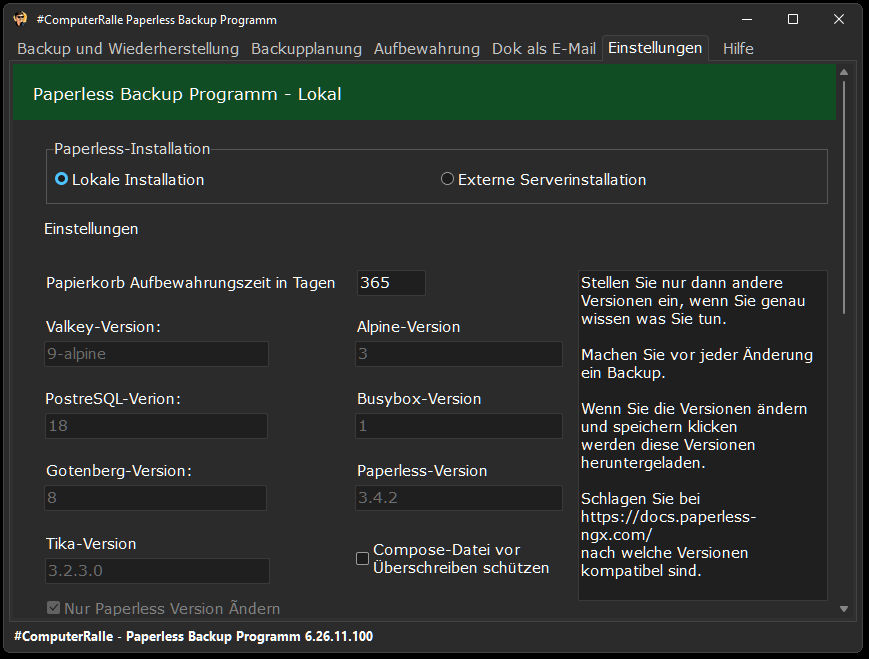 #ComputerRalle Paperless Backup Programm
Backup und Wiederherstellung Backupplanung Aufbewahrung Dok als E-Mail Einstellungen Hilfe
Paperless Backup Programm - Lokal
Paperless-Installation
Lokale Installation
Externe Serverinstallation
Einstellungen
Papierkorb Aufbewahrungszeit in Tagen
365
Valkey-Version:
9-alpine
Alpine-Version
3
PostreSQL-Verion:
18
Busybox-Version
1
Gotenberg-Version:
8
Paperless-Version
3.4.2
Tika-Version
3.2.3.0
Compose-Datei vor
Überschreiben schützen
Nur Paperless Version Ändern
Stellen Sie nur dann andere
Versionen ein, wenn Sie genau
wissen was Sie tun.
Machen Sie vor jeder Änderung
ein Backup.
Wenn Sie die Versionen ändern
und speichern klicken
werden diese Versionen
heruntergeladen.
Schlagen Sie bei
https://docs.paperless-
ngx.com/
nach welche Versionen
kompatibel sind.
#ComputerRalle - Paperless Backup Programm 6.26.11.100